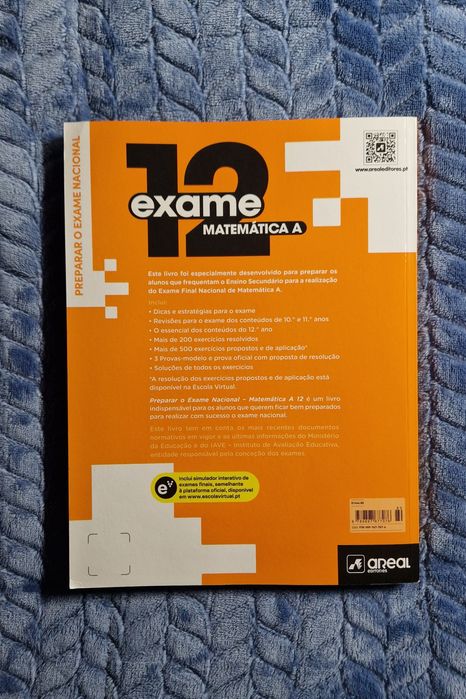 PREPARAR O EXAME NACIONAL
www.arealeditores.pt
12
exame
MATEMÁTICA A
Este livro foi especialmente desenvolvido para preparar os
alunos que frequentam o Ensino Secundário para a realização
do Exame Final Nacional de Matemática A.
Inclui:
• Dicas e estratégias para o exame
• Revisões para o exame dos conteúdos de 10.º e 11.º anos
• O essencial dos conteúdos do 12.º ano
• Mais de 200 exercícios resolvidos
• Mais de 500 exercícios propostos e de aplicação*
• 3 Provas-modelo e prova oficial com proposta de resolução
• Soluções de todos os exercícios
*A resolução dos exercícios propostos e de aplicação está
disponível na Escola Virtual.
Preparar o Exame Nacional – Matemática A 12 é um livro
indispensável para os alunos que querem ficar bem preparados
para realizar com sucesso o exame nacional.
Este livro tem em conta os mais recentes documentos
normativos em vigor e as últimas informações do Ministério
da Educação e do IAVE – Instituto de Avaliação Educativa,
entidade responsável pela conceção dos exames.
eV
Inclui simulador interativo de
exames finais, semelhante
à plataforma oficial, disponível
em www.escolavirtual.pt
areal
editores